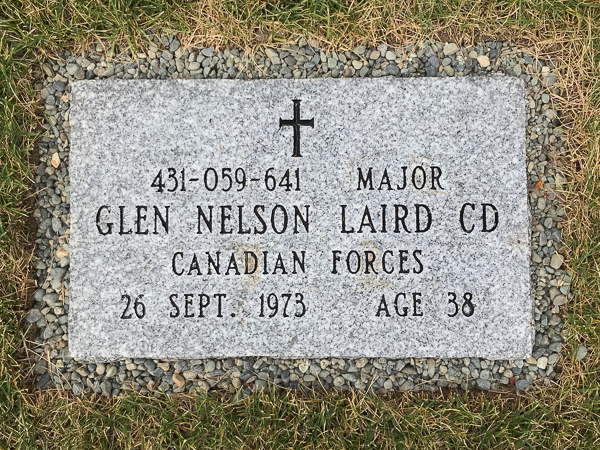 431-059-641 MAJOR
GLEN NELSON LAIRD CD
CANADIAN FORCES
26 SEPT. 1973 AGE 38